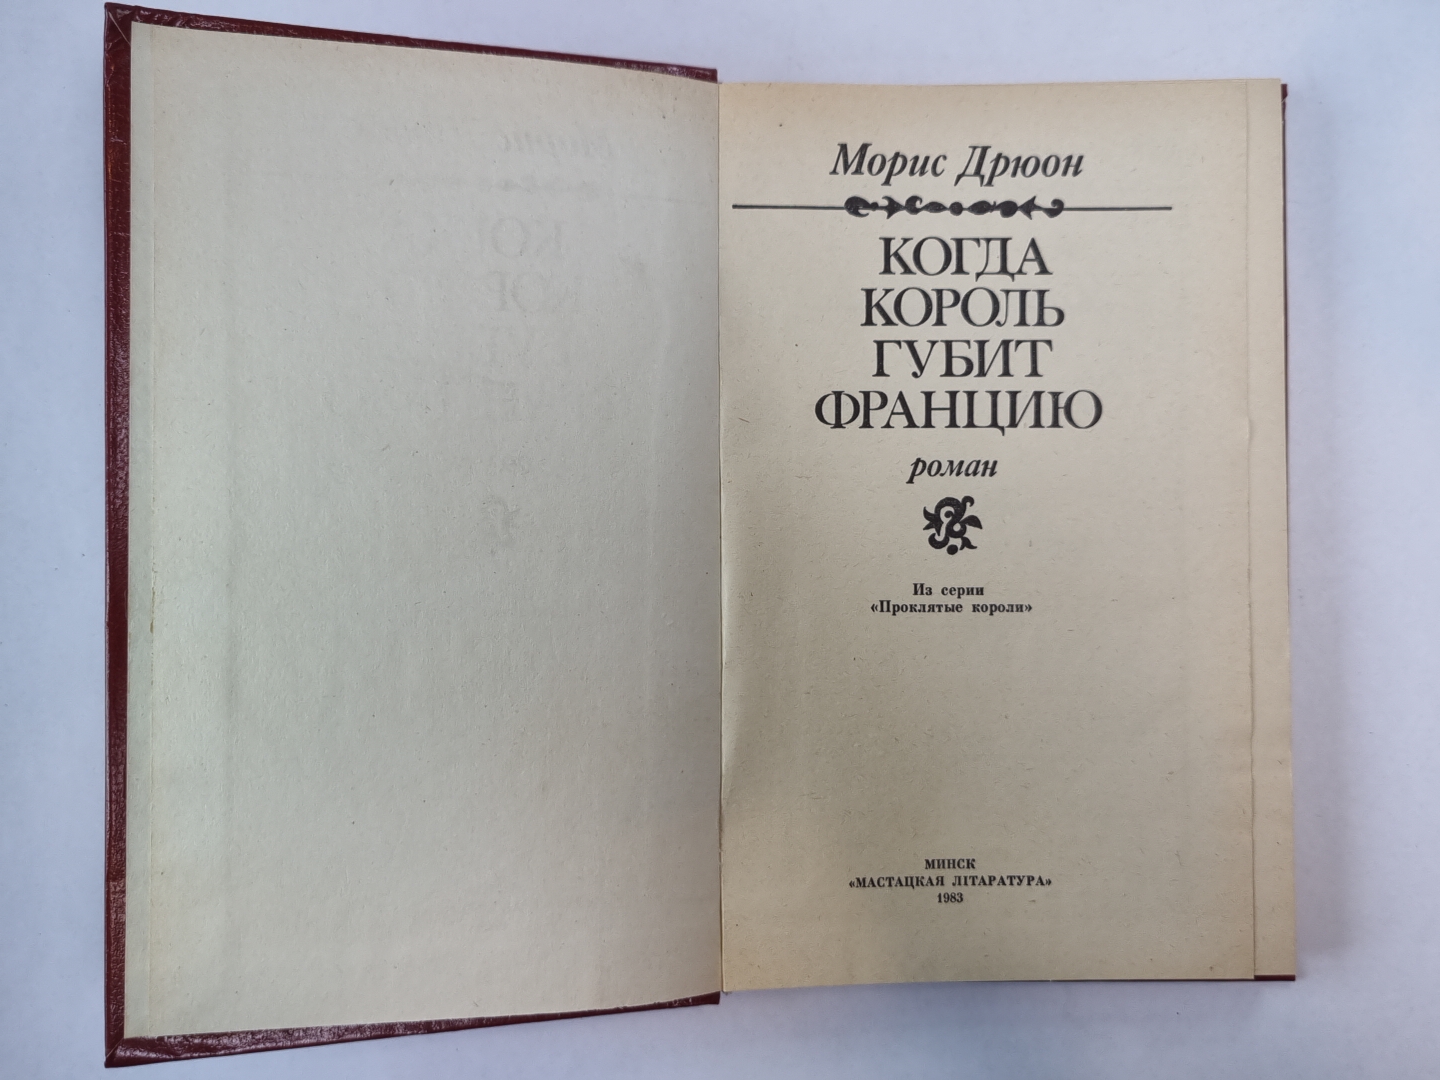 Морис Дрюон
КОГДА
КОРОЛЬ
ГУБИТ
ФРАНЦИЮ
роман
Из серии
«Проклятые короли»
МИНСК
«МАСТАЦКАЯ ЛІТАРАТУРА»
1983